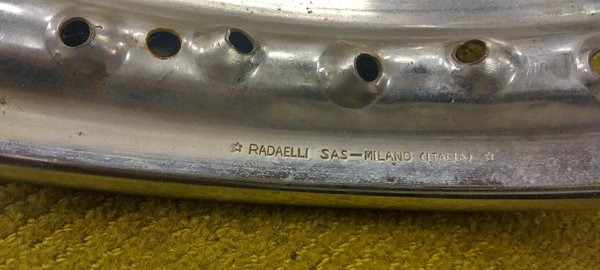 ☆ RADAELLI SAS—MILANO (ITALIA) ☆